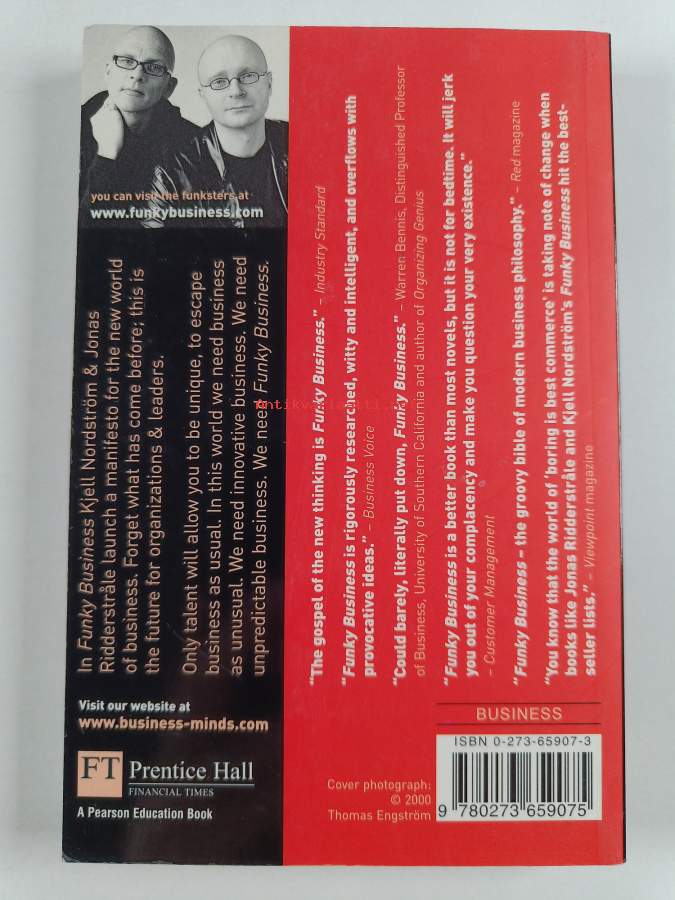 you can visit the funksters at
www.funkybusiness.com
In Funky Business Kjell Nordström & Jonas
Ridderstråle launch a manifesto for the new world
of business. Forget what has come before; this is
the future for organizations & leaders.
Only talent will allow you to be unique, to escape
business as usual. In this world we need business
as unusual. We need innovative business. We need
unpredictable business. We need Funky Business.
Visit our website at
www.business-minds.com
FT Prentice Hall
FINANCIAL TIMES
A Pearson Education Book
"The gospel of the new thinking is Funky Business." – Industry Standard
"Funky Business is rigorously researched, witty and intelligent, and overflows with
provocative ideas." – Business Voice
"Could barely, literally put down, Funky Business." – Warren Bennis, Distinguished Professor
of Business, University of Southern California and author of Organizing Genius
"Funky Business is a better book than most novels, but it is not for bedtime. It will jerk
you out of your complacency and make you question your very existence."
– Customer Management
"Funky Business – the groovy bible of modern business philosophy." – Red magazine
"You know that the world of 'boring is best commerce' is taking note of change when
books like Jonas Ridderstråle and Kjell Nordström's Funky Business hit the best-
seller lists." – Viewpoint magazine
BUSINESS
ISBN 0-273-65907-3
9 780273 659075
Cover photograph:
© 2000
Thomas Engström